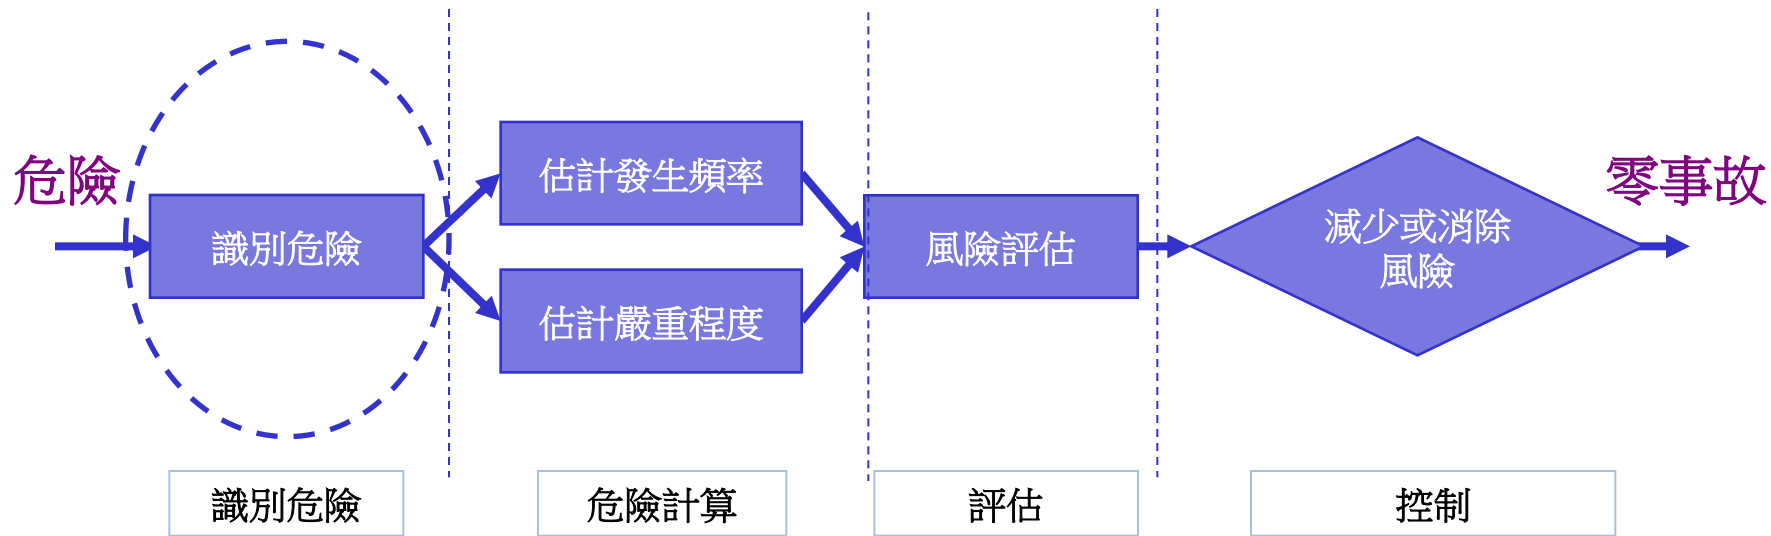 危險
識別危險
估計發生頻率
估計嚴重程度
風險評估
減少或消除
風險
零事故
識別危險
危險計算
評估
控制